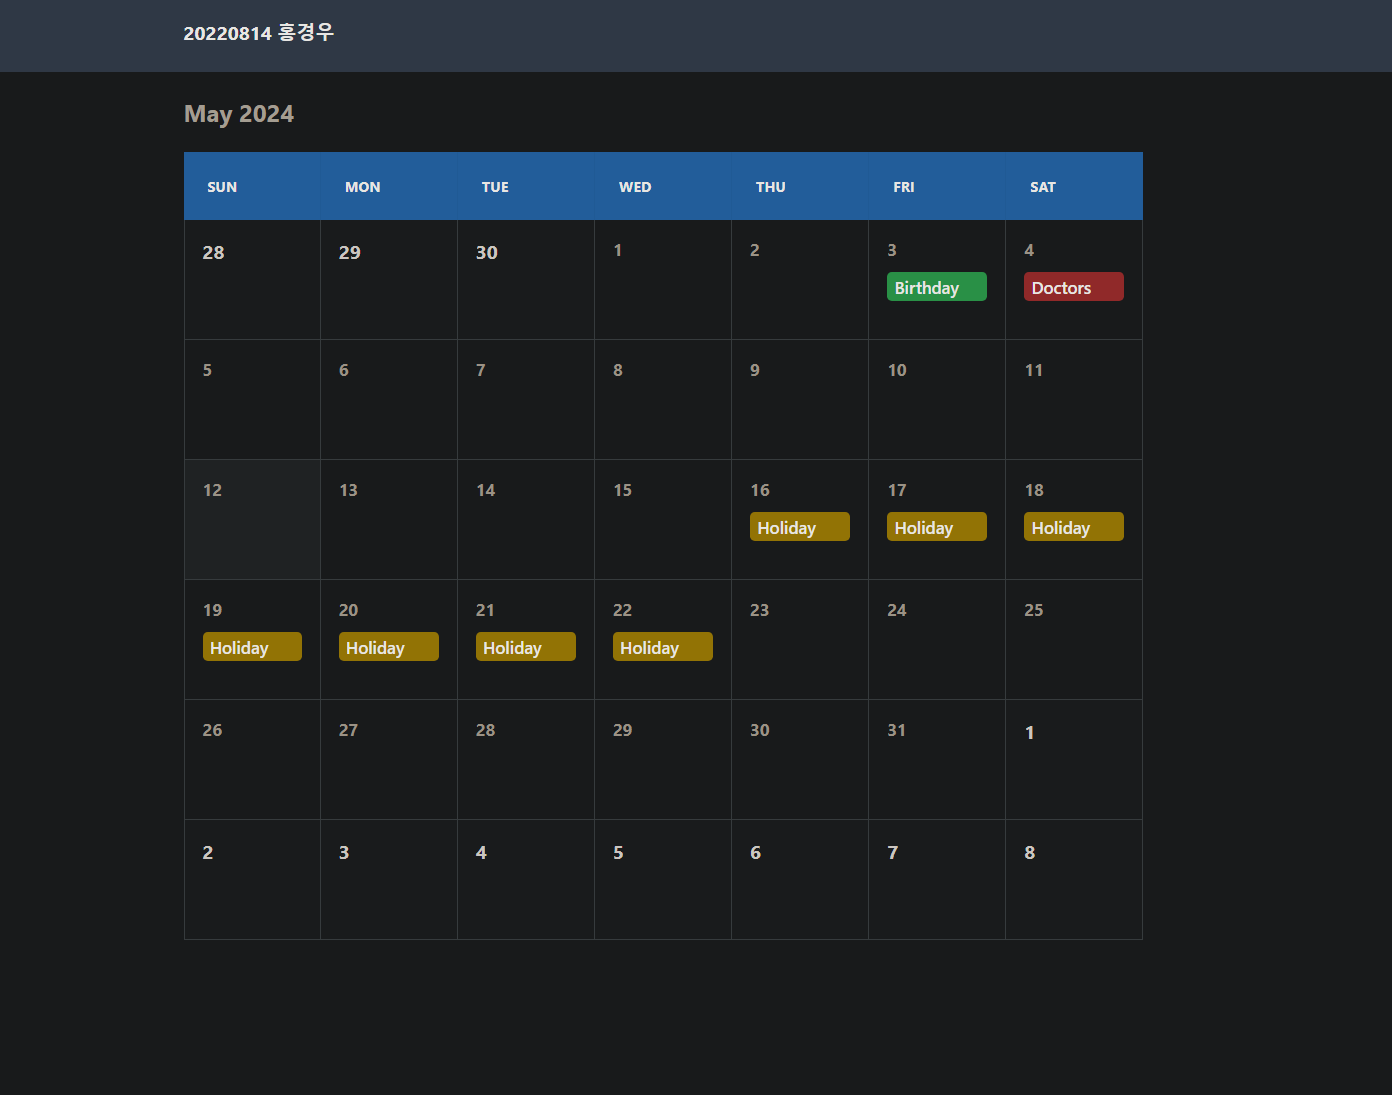 20220814 홍경우
May 2024
SUN MON TUE WED THU FRI SAT
28 29 30 1 2 3 4
Birthday Doctors
5 6 7 8 9 10 11
12 13 14 15 16 17 18
Holiday Holiday Holiday
19 20 21 22 23 24 25
Holiday Holiday Holiday Holiday
26 27 28 29 30 31 1
2 3 4 5 6 7 8